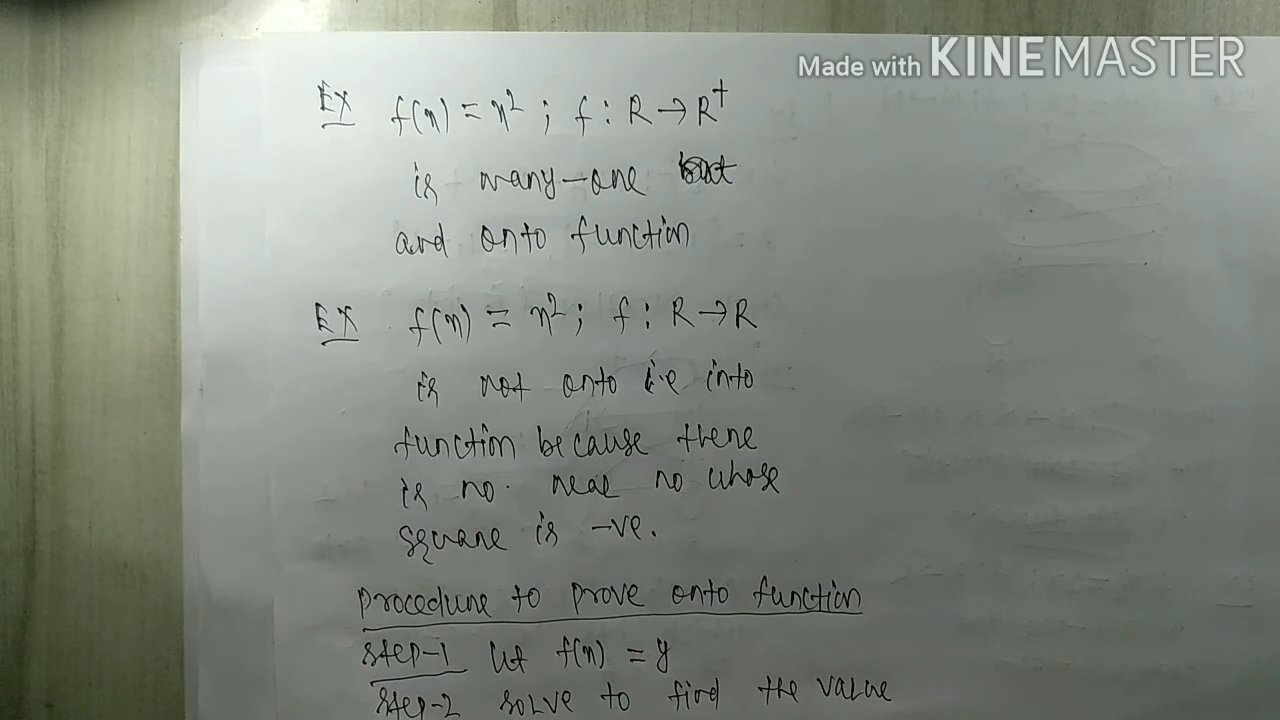 Made with KINEMASTER
Ex f(x) = x² ; f : R → R⁺
is many-one
and onto function
Ex f(x) = x² ; f : R → R
is not onto i.e into
function because there
is no. real no whose
square is -ve.
Procedure to prove onto function
Step-1 let f(x) = y
Step-2 solve to find the value